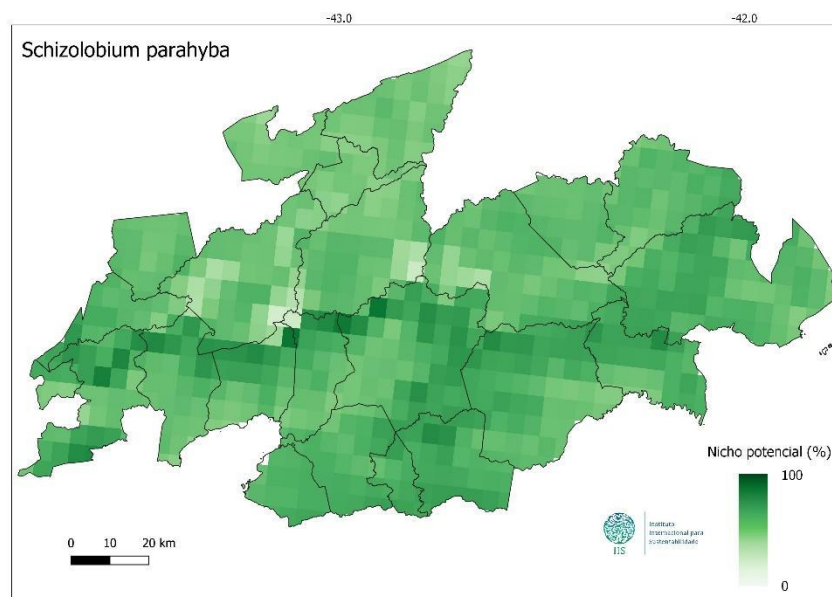 -43.0
-42.0
Schizolobium parahyba
Nicho potencial (%)
100
0
0 10 20 km
IIS
Instituto
Internacional para
Sustentabilidade